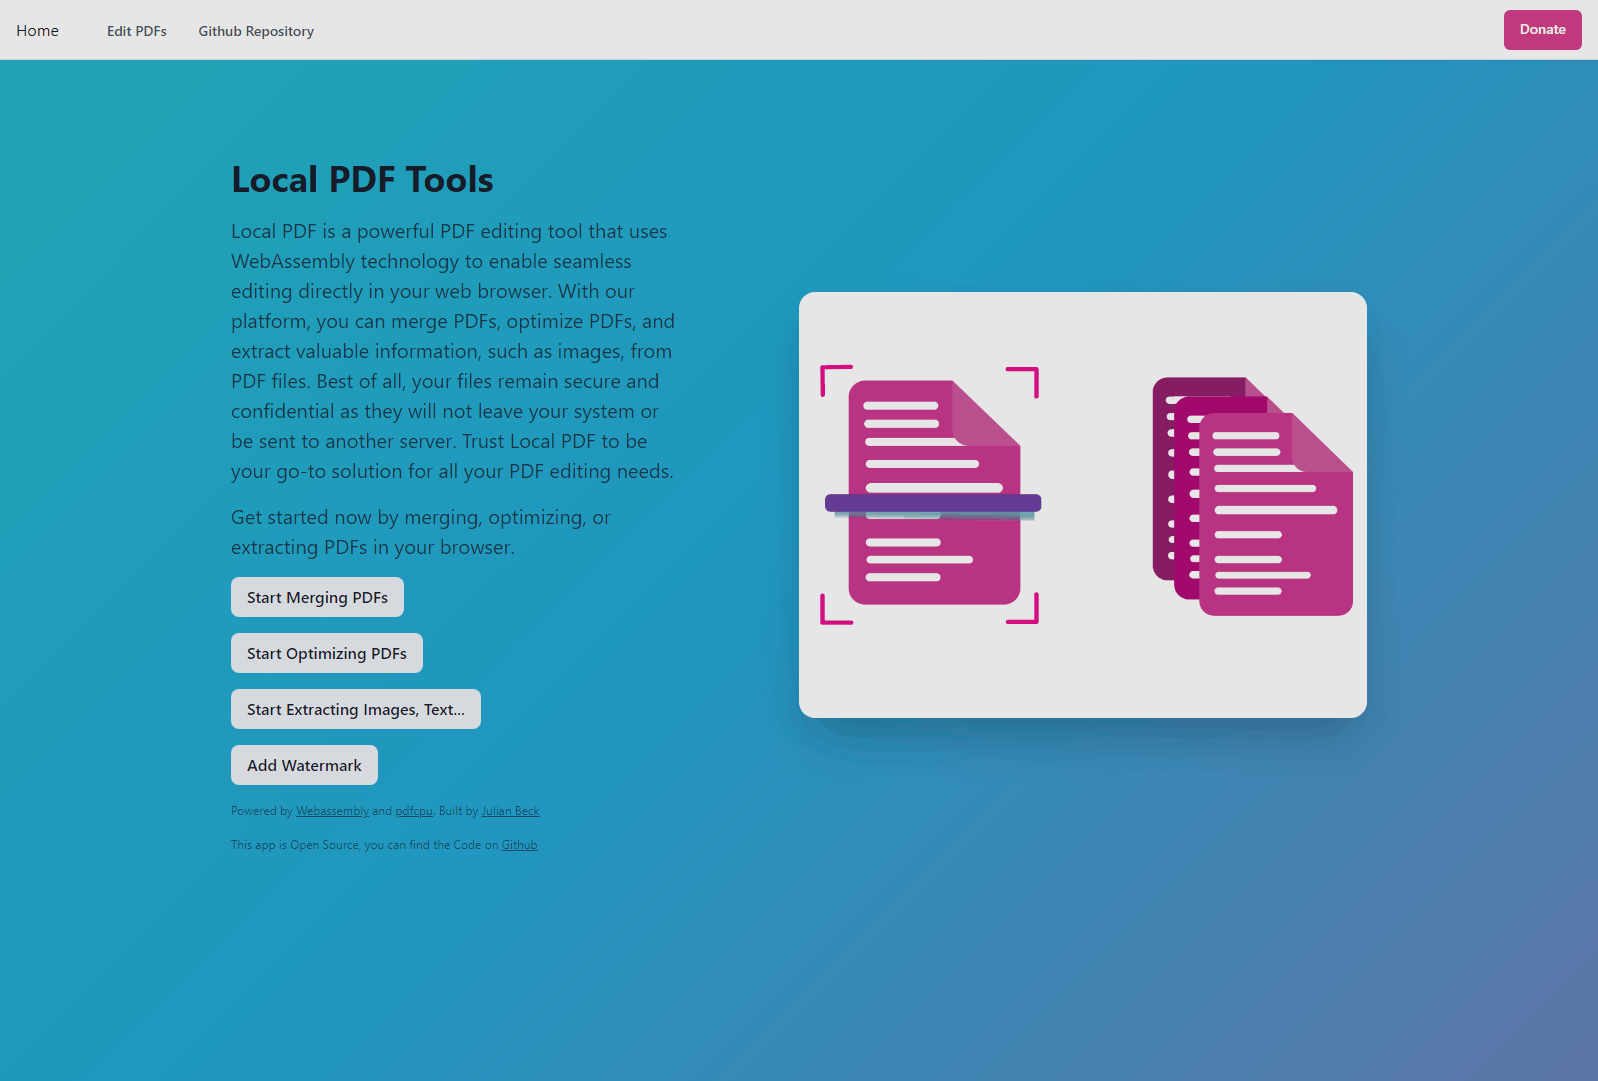 Home
Edit PDFs
Github Repository
Donate
Local PDF Tools
Local PDF is a powerful PDF editing tool that uses
WebAssembly technology to enable seamless
editing directly in your web browser. With our
platform, you can merge PDFs, optimize PDFs, and
extract valuable information, such as images, from
PDF files. Best of all, your files remain secure and
confidential as they will not leave your system or
be sent to another server. Trust Local PDF to be
your go-to solution for all your PDF editing needs.
Get started now by merging, optimizing, or
extracting PDFs in your browser.
Start Merging PDFs
Start Optimizing PDFs
Start Extracting Images, Text...
Add Watermark
Powered by Webassembly and pdfcpu. Built by Julian Beck
This app is Open Source, you can find the Code on Github